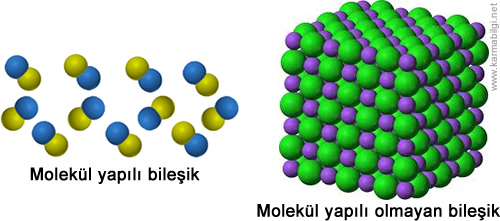 Molekül yapılı bileşik
Molekül yapılı olmayan bileşik
www.karmabilgi.net